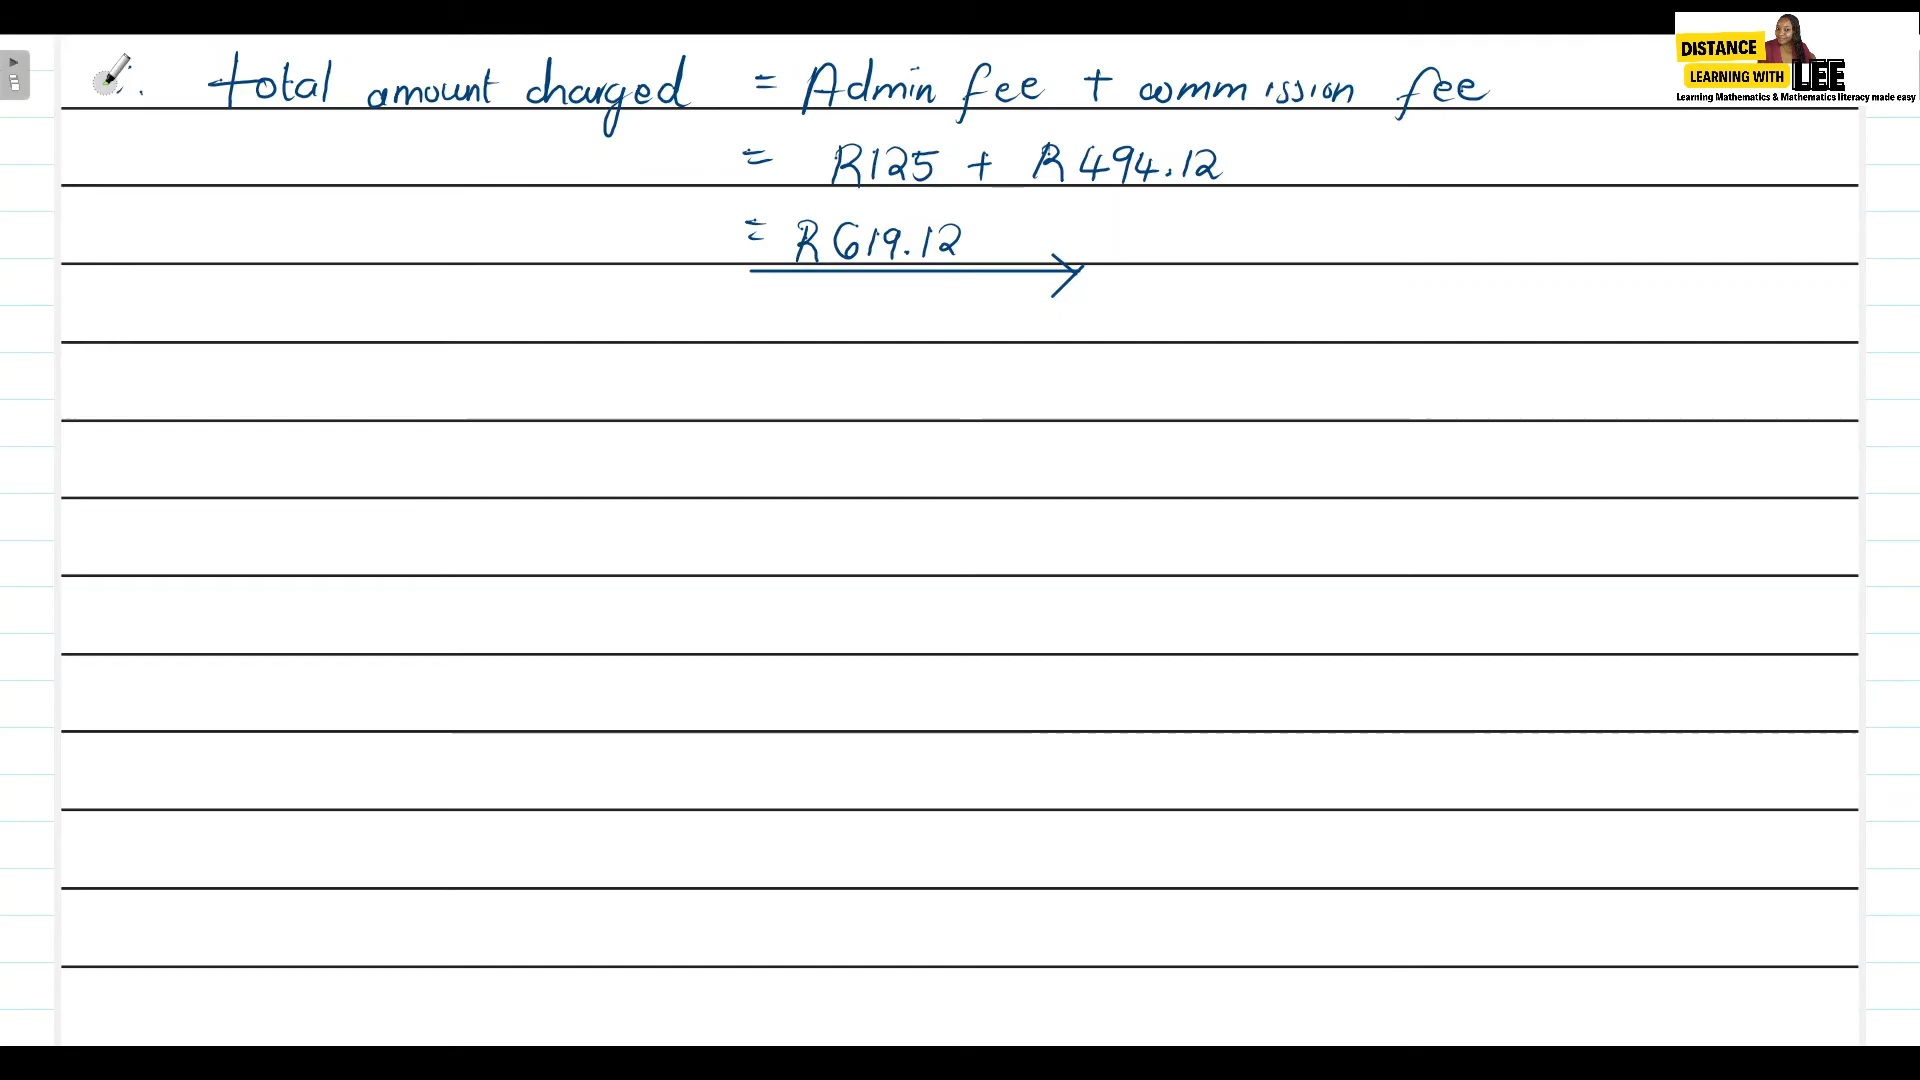 ∴ total amount charged = Admin fee + commission fee
= R125 + R494.12
= R619.12
DISTANCE
LEARNING WITH LEE
Learning Mathematics & Mathematics literacy made easy